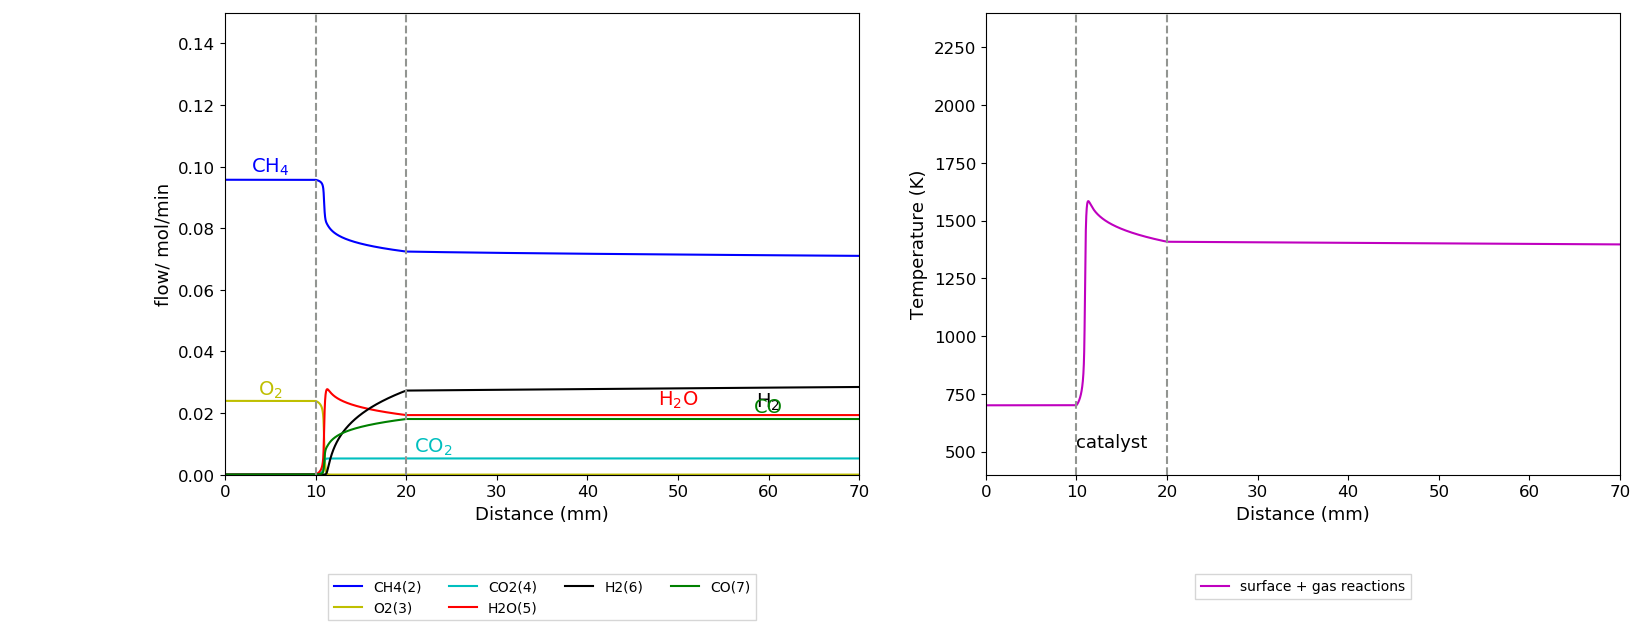 0.14
0.12
0.10
0.08
0.06
0.04
0.02
0.00
flow/ mol/min
CH₄
O₂
H₂O
H₂
CO
CO₂
0 10 20 30 40 50 60 70
Distance (mm)
CH4(2) CO2(4) H2(6) CO(7)
O2(3) H2O(5)
2250
2000
1750
1500
1250
1000
750
500
Temperature (K)
catalyst
0 10 20 30 40 50 60 70
Distance (mm)
surface + gas reactions